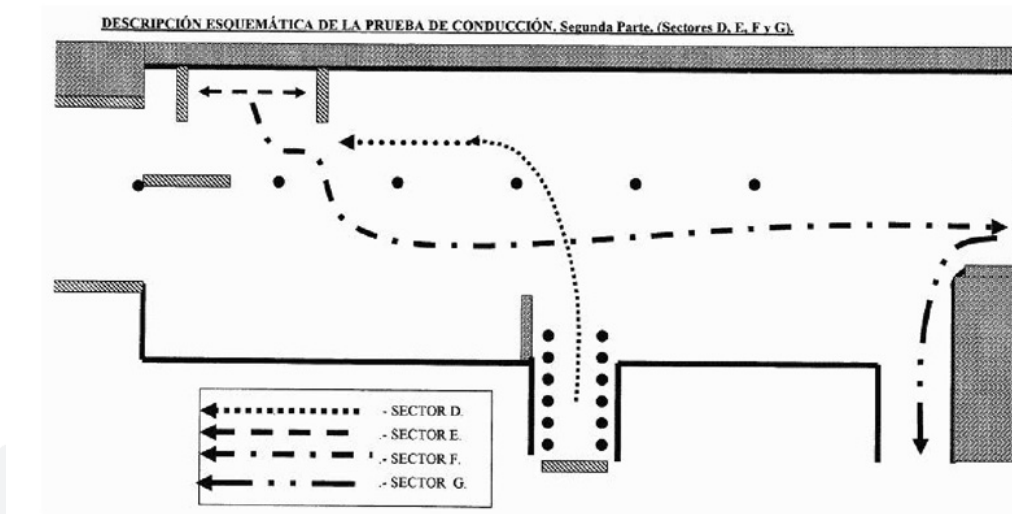 DESCRIPCIÓN ESQUEMÁTICA DE LA PRUEBA DE CONDUCCIÓN. Segunda Parte. (Sectores D, E, F y G).
.- SECTOR D.
.- SECTOR E.
.- SECTOR F.
.- SECTOR G.